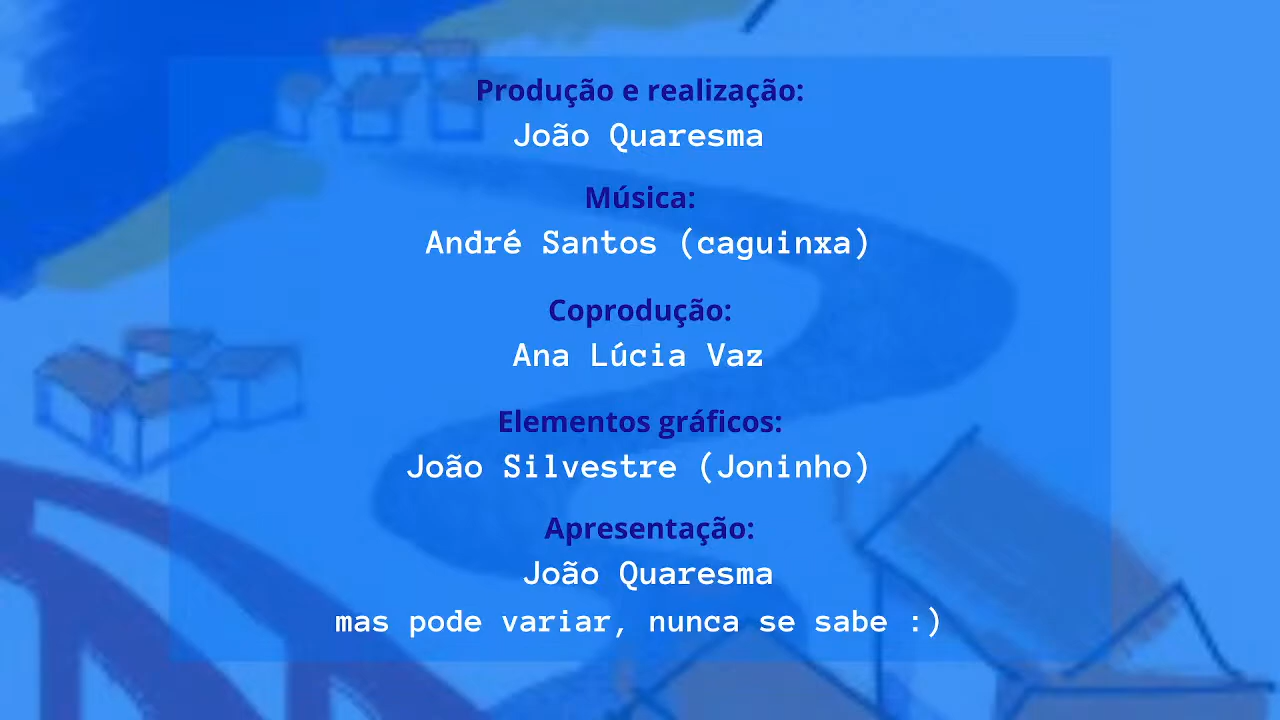 Produção e realização:
João Quaresma
Música:
André Santos (caguinxa)
Coprodução:
Ana Lúcia Vaz
Elementos gráficos:
João Silvestre (Joninho)
Apresentação:
João Quaresma
mas pode variar, nunca se sabe :)